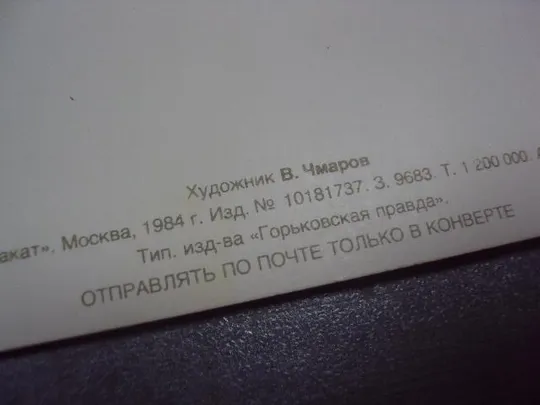 Художник В. Чмаров
акат». Москва, 1984 г. Изд. № 10181737. З. 9683. Т. 1 200 000.
Тип. изд-ва «Горьковская правда».
ОТПРАВЛЯТЬ ПО ПОЧТЕ ТОЛЬКО В КОНВЕРТЕ